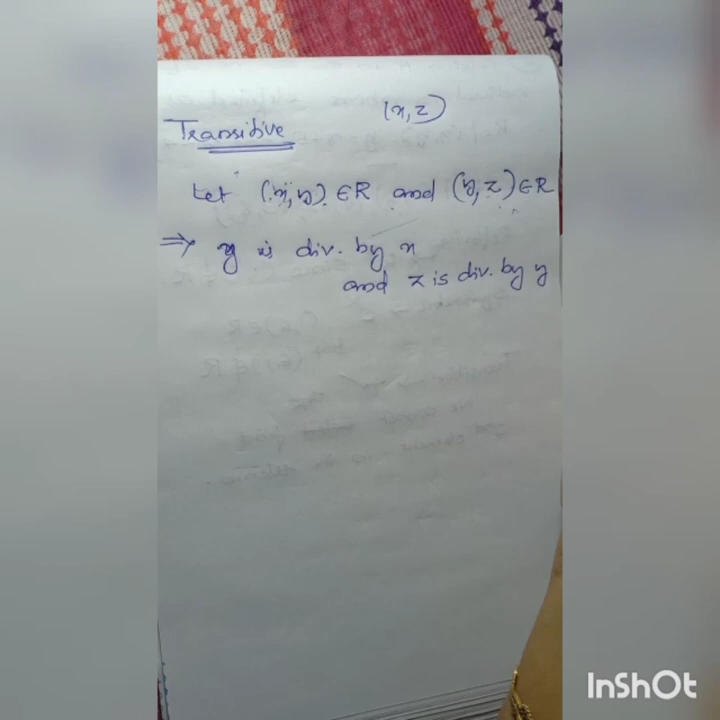 (x, z)
Transitive
Let (x, y) ∈ R and (y, z) ∈ R
⇒ y is div. by x
and z is div. by y
InShOt